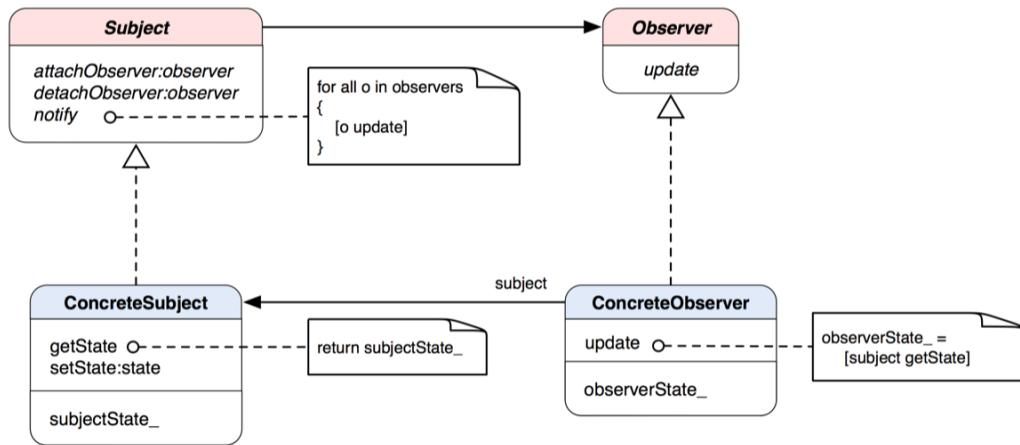 Subject
attachObserver:observer
detachObserver:observer
notify
for all o in observers
{
[o update]
}
Observer
update
ConcreteSubject
getState
setState:state
subjectState_
return subjectState_
subject
ConcreteObserver
update
observerState_
observerState_ =
[subject getState]